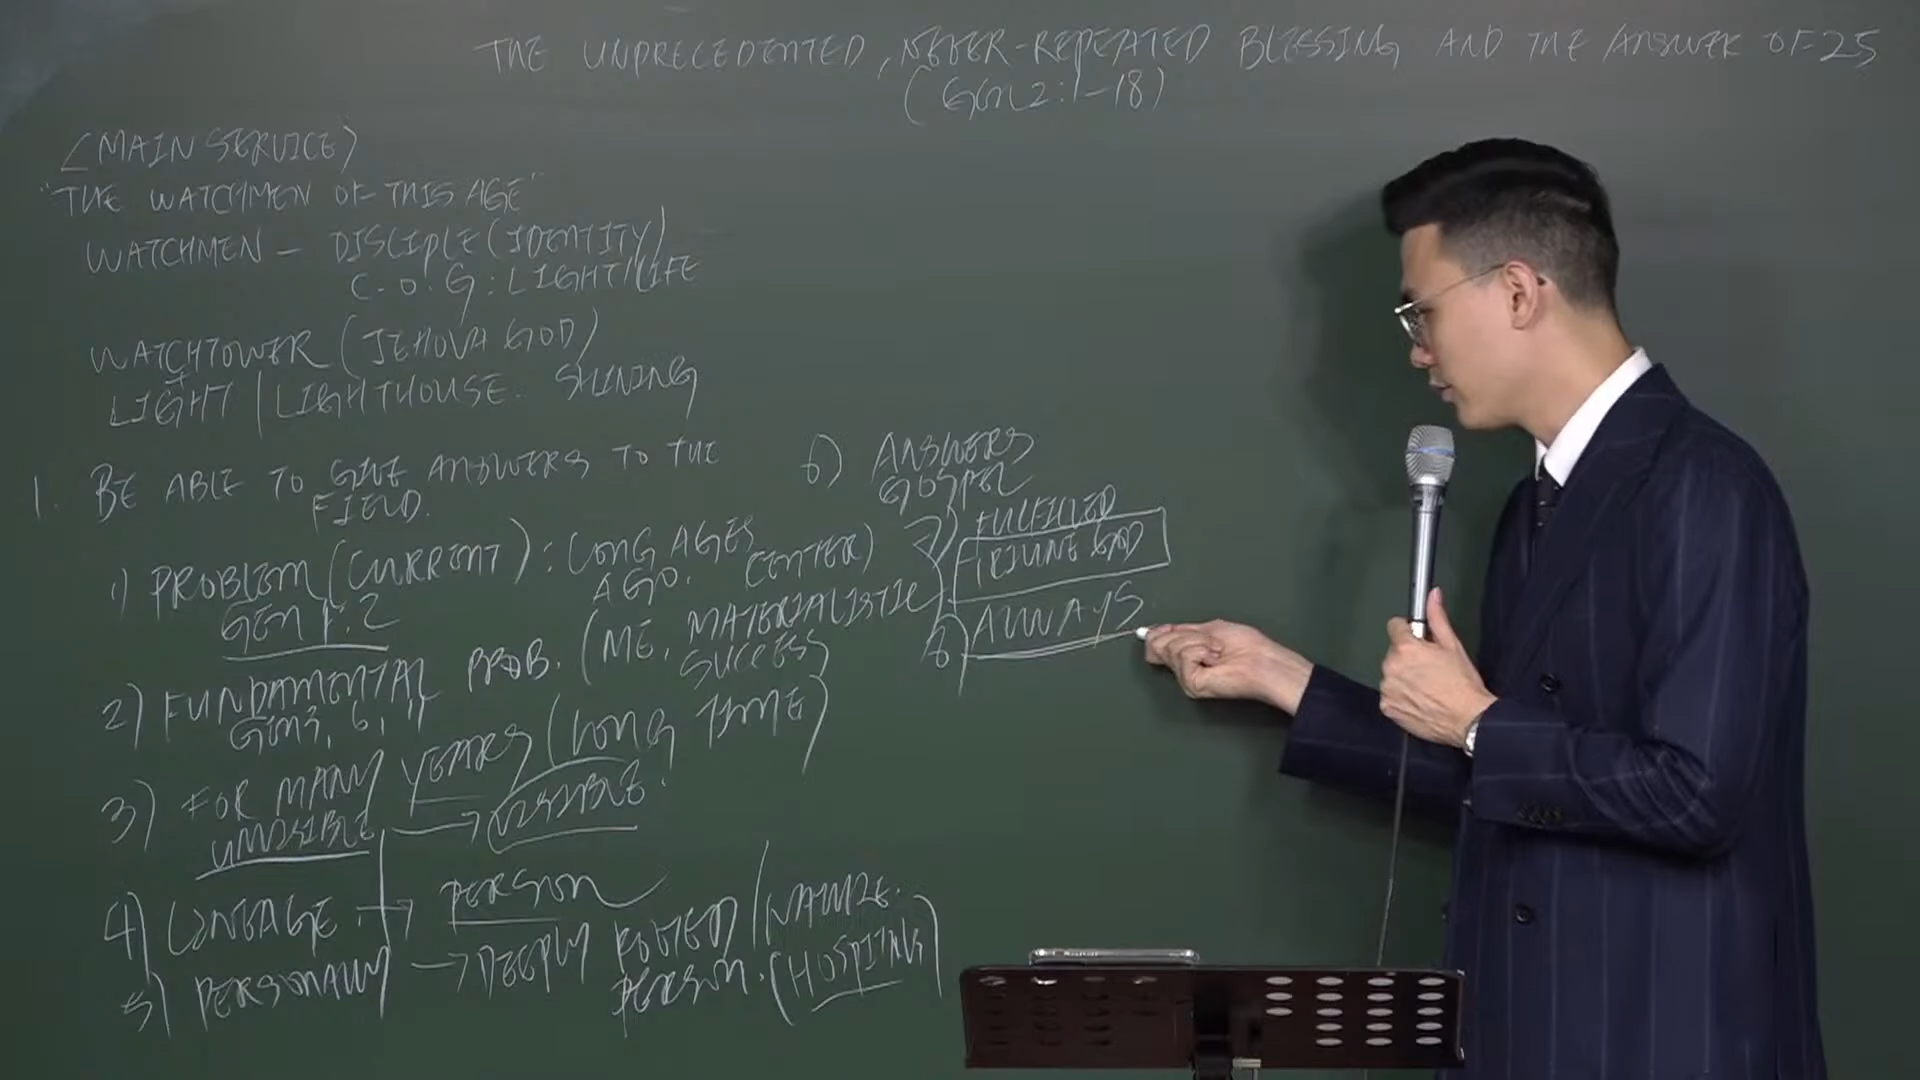 THE UNPRECEDENTED, NEVER-REPEATED BLESSING AND THE ANSWER OF 25
(Gen 2:1-18)
<MAIN SERVICE>
"THE WATCHMEN OF THIS AGE"
WATCHMEN - DISCIPLE (IDENTITY)
C.O.G: LIGHT/LIFE
WATCHTOWER (JEHOVA GOD)
LIGHT / LIGHTHOUSE. SHINING
1. BE ABLE TO GIVE ANSWERS TO THE
FIELD.
1) PROBLEM (CURRENT): LONG AGES
AGO.
GEN 1:2
2) FUNDAMENTAL PROB. (ME, MATERIALISTIC
SUCCESS CENTER)
Gen 3, 6, 11
3) FOR MANY YEARS (LONG TIME)
INVISIBLE → VISIBLE.
4) LINEAGE → PERSON
5) PERSONALLY → DEEPLY ROOTED / NATURE.
PERSON. (HOSPITAL)
6) ANSWERS
GOSPEL
7) FULFILLED
TRIUNE GOD
8) ALWAYS